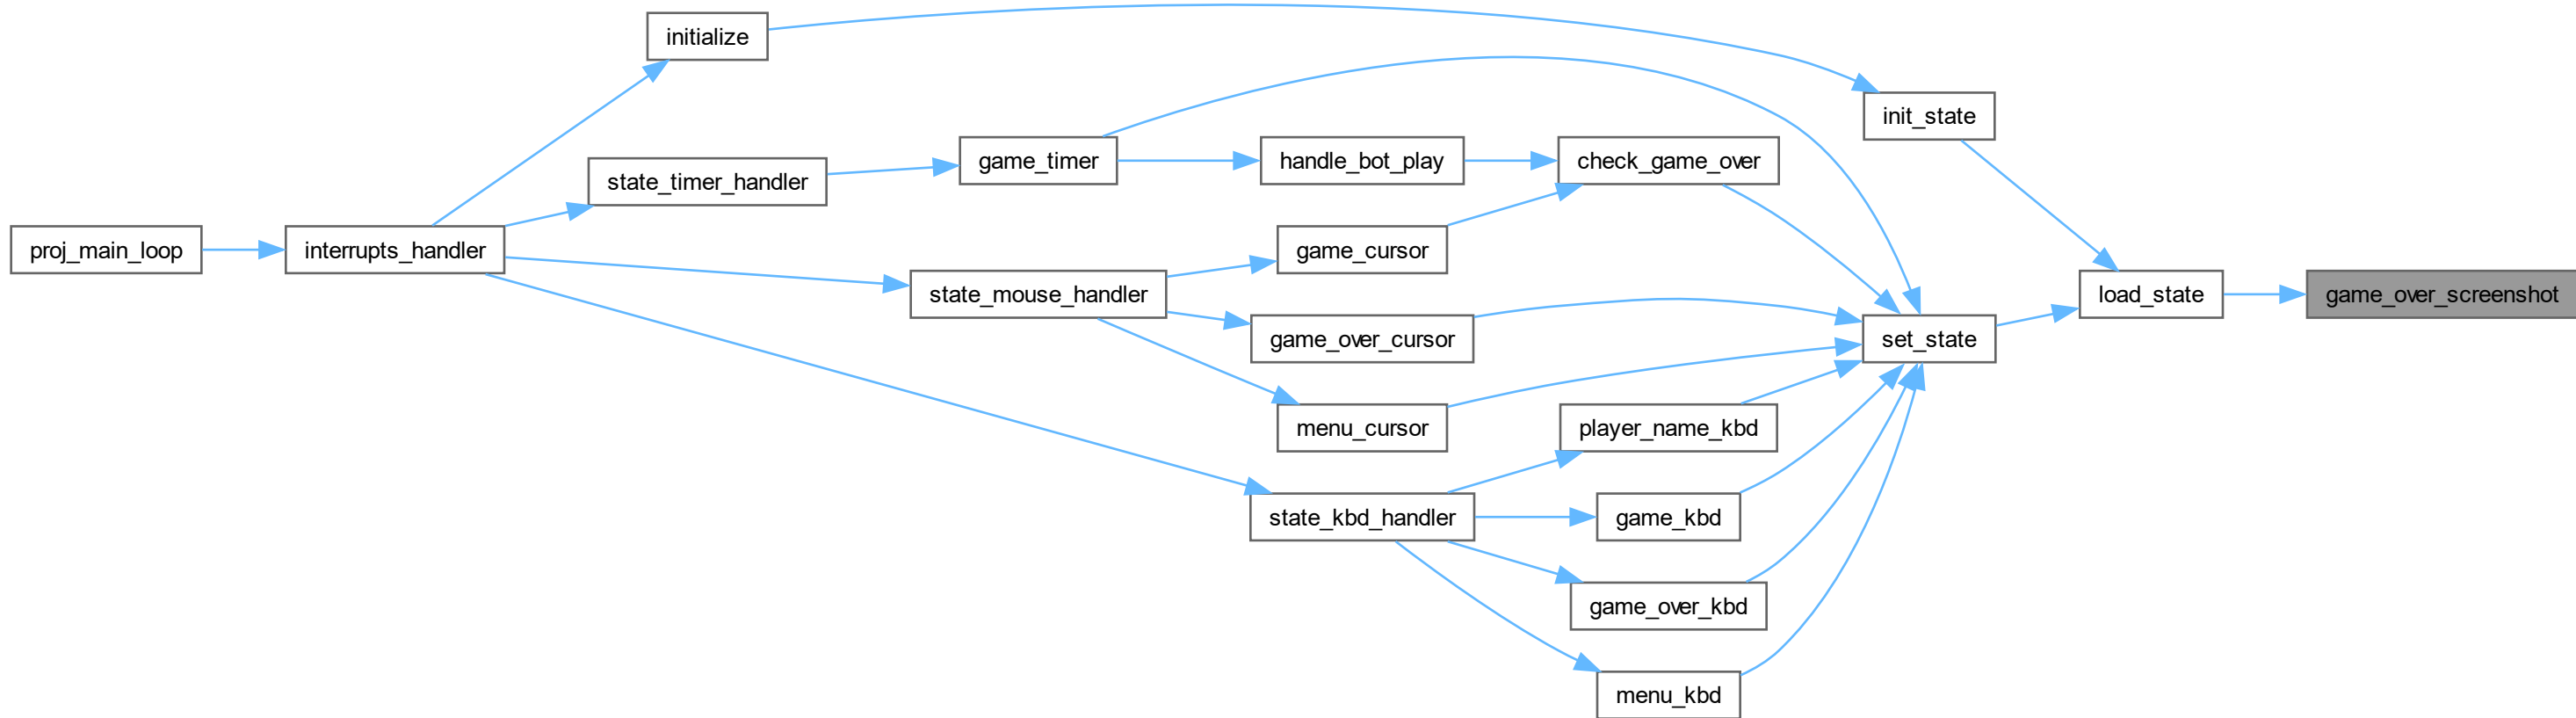 initialize
init_state
game_timer
handle_bot_play
check_game_over
state_timer_handler
proj_main_loop
interrupts_handler
game_cursor
state_mouse_handler
load_state
game_over_screenshot
game_over_cursor
set_state
menu_cursor
player_name_kbd
state_kbd_handler
game_kbd
game_over_kbd
menu_kbd